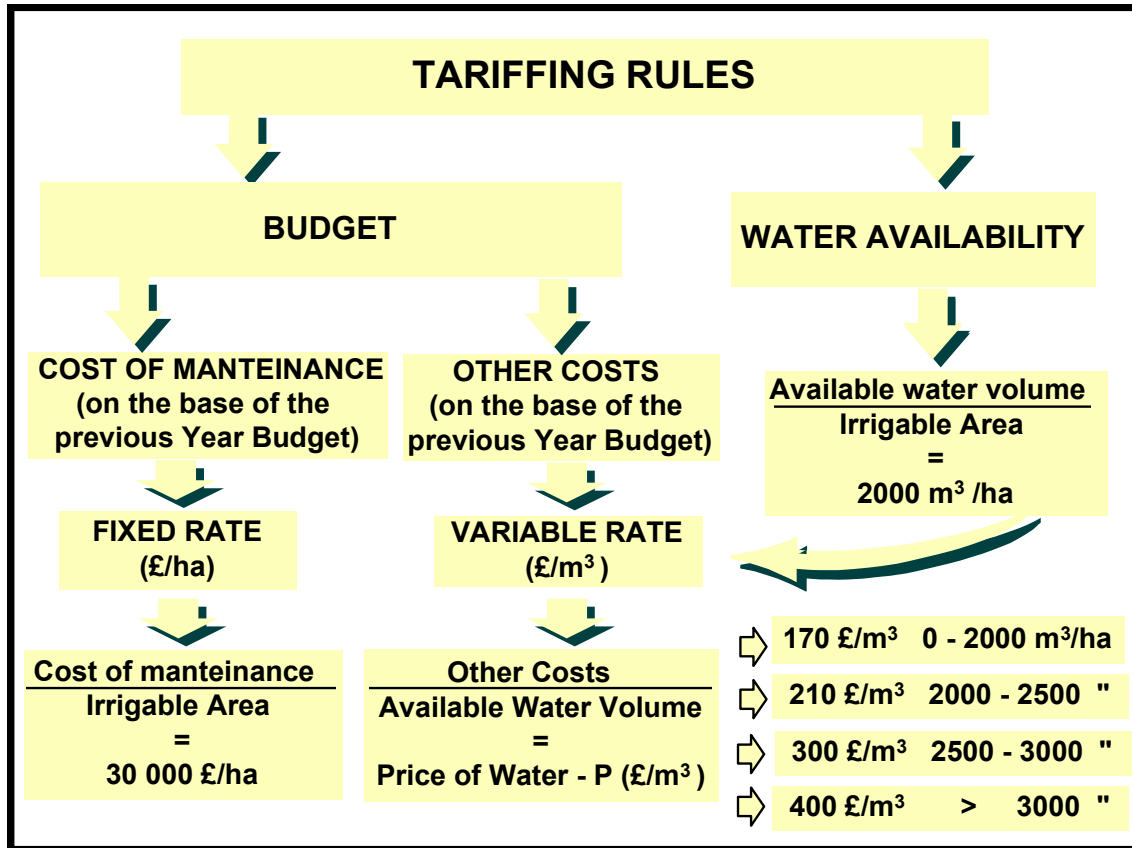 TARIFFING RULES
BUDGET
WATER AVAILABILITY
COST OF MANTEINANCE
(on the base of the
previous Year Budget)
OTHER COSTS
(on the base of the
previous Year Budget)
Available water volume
Irrigable Area
=
2000 m³ /ha
FIXED RATE
(£/ha)
VARIABLE RATE
(£/m³ )
Cost of manteinance
Irrigable Area
=
30 000 £/ha
Other Costs
Available Water Volume
=
Price of Water - P (£/m³ )
170 £/m³ 0 - 2000 m³/ha
210 £/m³ 2000 - 2500 "
300 £/m³ 2500 - 3000 "
400 £/m³ > 3000 "